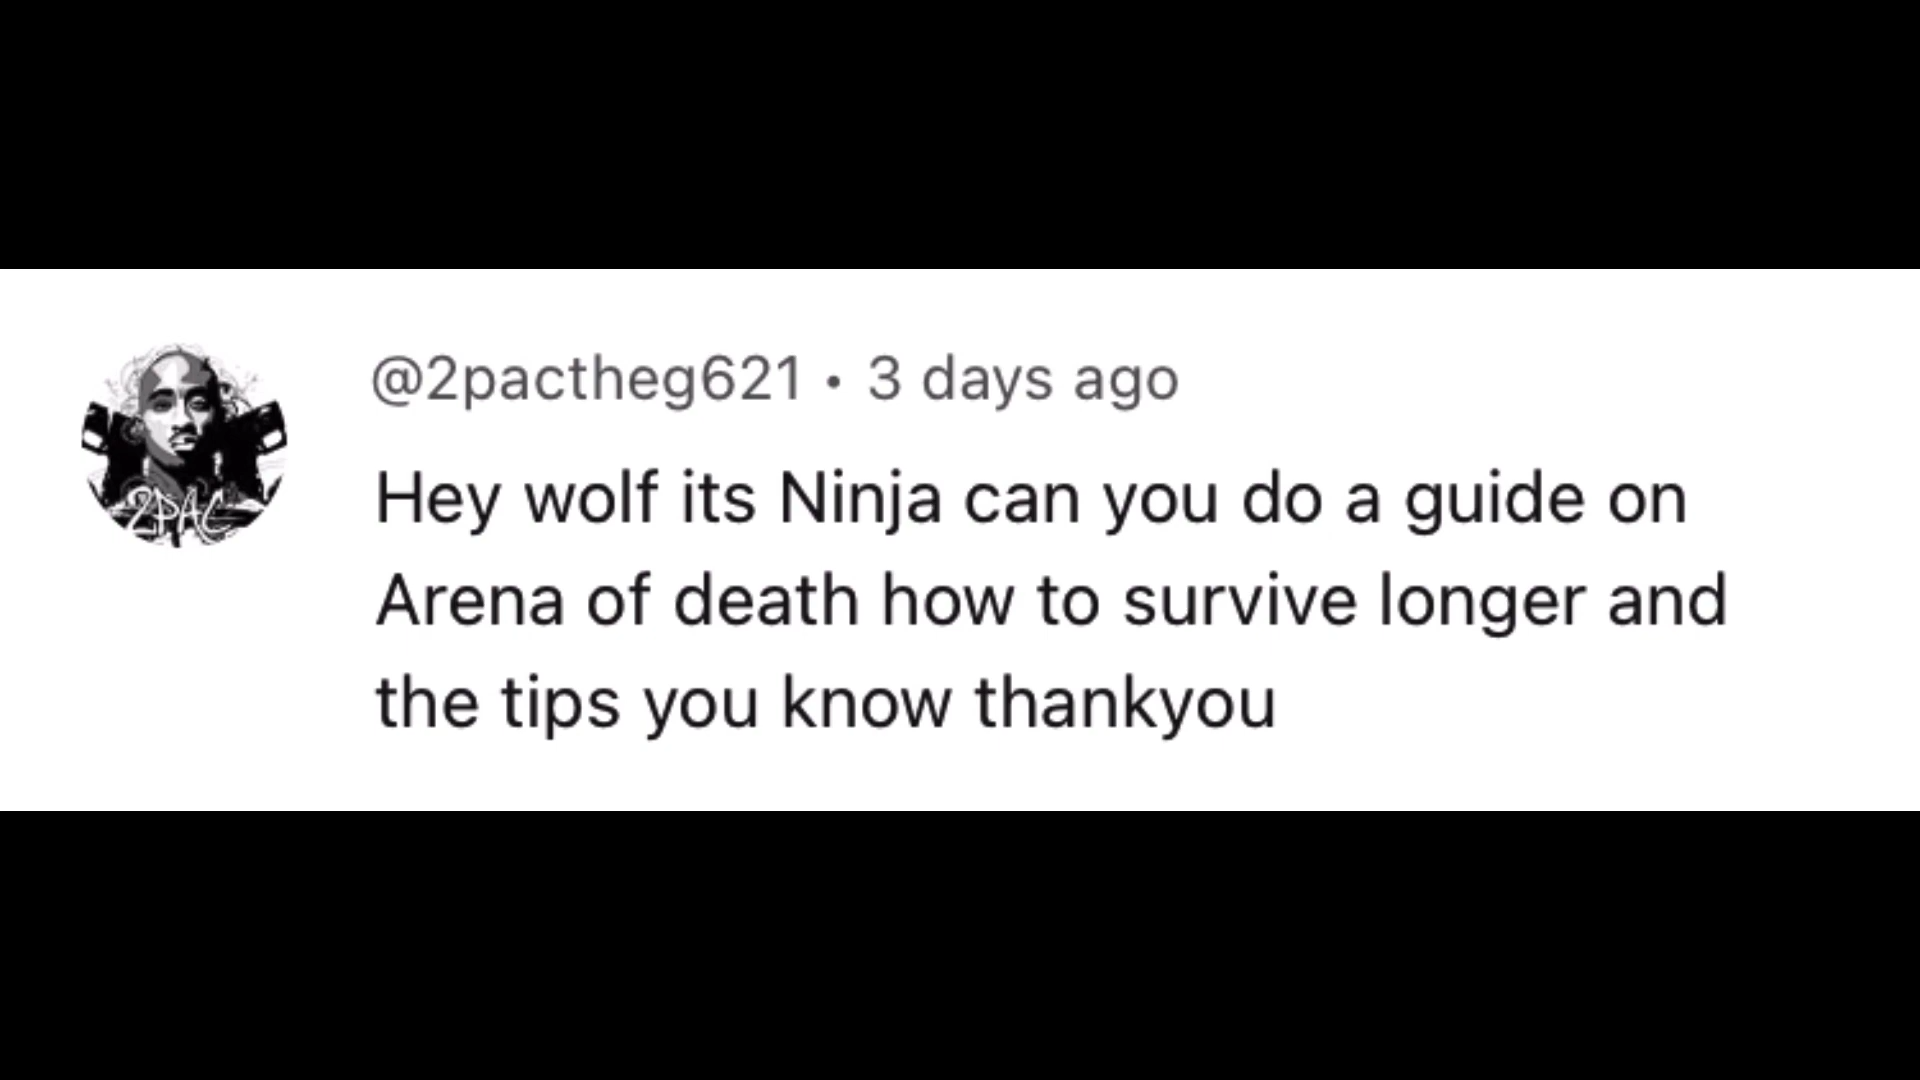 2PAC
@2pactheg621 • 3 days ago
Hey wolf its Ninja can you do a guide on
Arena of death how to survive longer and
the tips you know thankyou